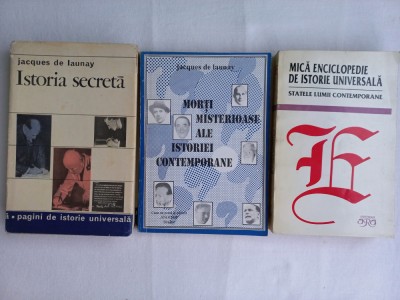 jacques de launay
Istoria secretă
• pagini de istorie universală
jacques de launay
MORȚI
MISTERIOASE
ALE
ISTORIEI
CONTEMPORANE
MICĂ ENCICLOPEDIE
DE ISTORIE UNIVERSALĂ
STATELE LUMII CONTEMPORANE